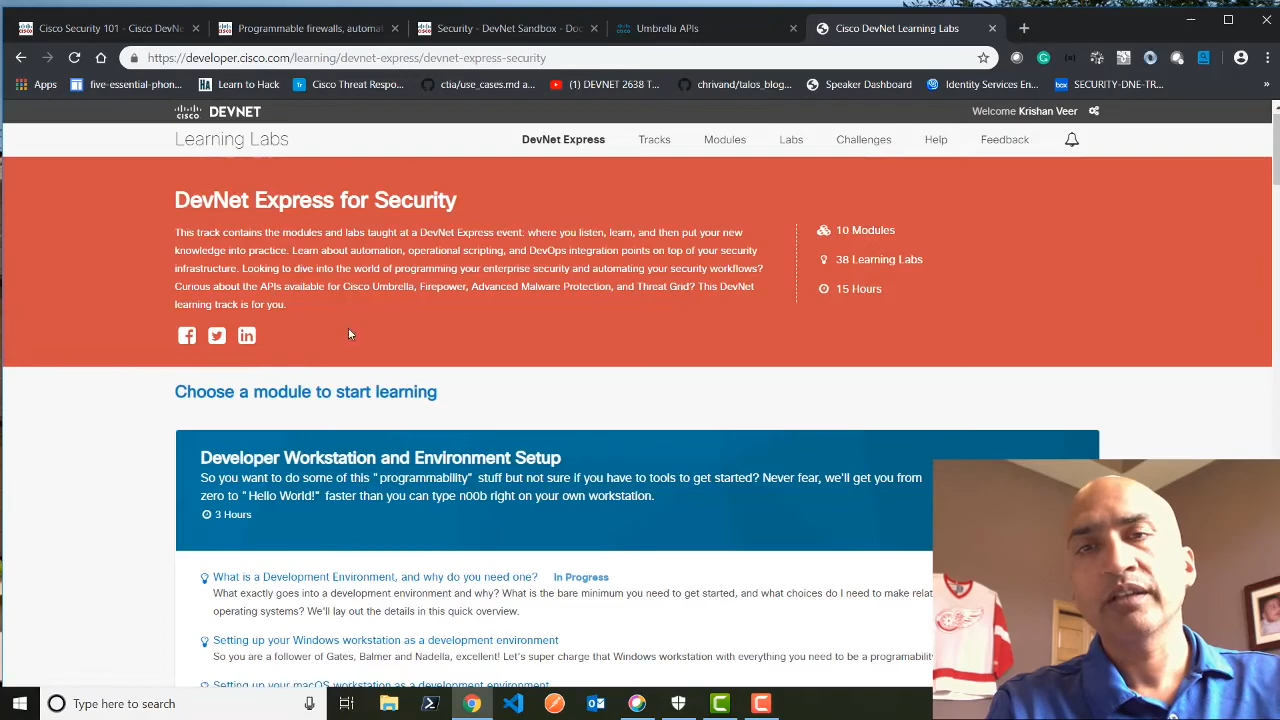 Cisco Security 101 - Cisco DevNe
Programmable firewalls, automat
Security - DevNet Sandbox - Doc
Umbrella APIs
Cisco DevNet Learning Labs
https://developer.cisco.com/learning/devnet-express/devnet-express-security
Apps
five-essential-phon...
Learn to Hack
Cisco Threat Respo...
ctia/use_cases.md a...
(1) DEVNET 2638 T...
chrivand/talos_blog...
Speaker Dashboard
Identity Services En...
SECURITY-DNE-TR...
»
CISCO DEVNET
Welcome Krishan Veer
Learning Labs
DevNet Express
Tracks
Modules
Labs
Challenges
Help
Feedback
DevNet Express for Security
This track contains the modules and labs taught at a DevNet Express event: where you listen, learn, and then put your new
knowledge into practice. Learn about automation, operational scripting, and DevOps integration points on top of your security
infrastructure. Looking to dive into the world of programming your enterprise security and automating your security workflows?
Curious about the APIs available for Cisco Umbrella, Firepower, Advanced Malware Protection, and Threat Grid? This DevNet
learning track is for you.
10 Modules
38 Learning Labs
15 Hours
Choose a module to start learning
Developer Workstation and Environment Setup
So you want to do some of this "programmability" stuff but not sure if you have to tools to get started? Never fear, we'll get you from
zero to "Hello World!" faster than you can type n00b right on your own workstation.
3 Hours
What is a Development Environment, and why do you need one? In Progress
What exactly goes into a development environment and why? What is the bare minimum you need to get started, and what choices do I need to make relat
operating systems? We'll lay out the details in this quick overview.
Setting up your Windows workstation as a development environment
So you are a follower of Gates, Balmer and Nadella, excellent! Let's super charge that Windows workstation with everything you need to be a programabilit
Setting up your macOS workstation as a development environment
Type here to search